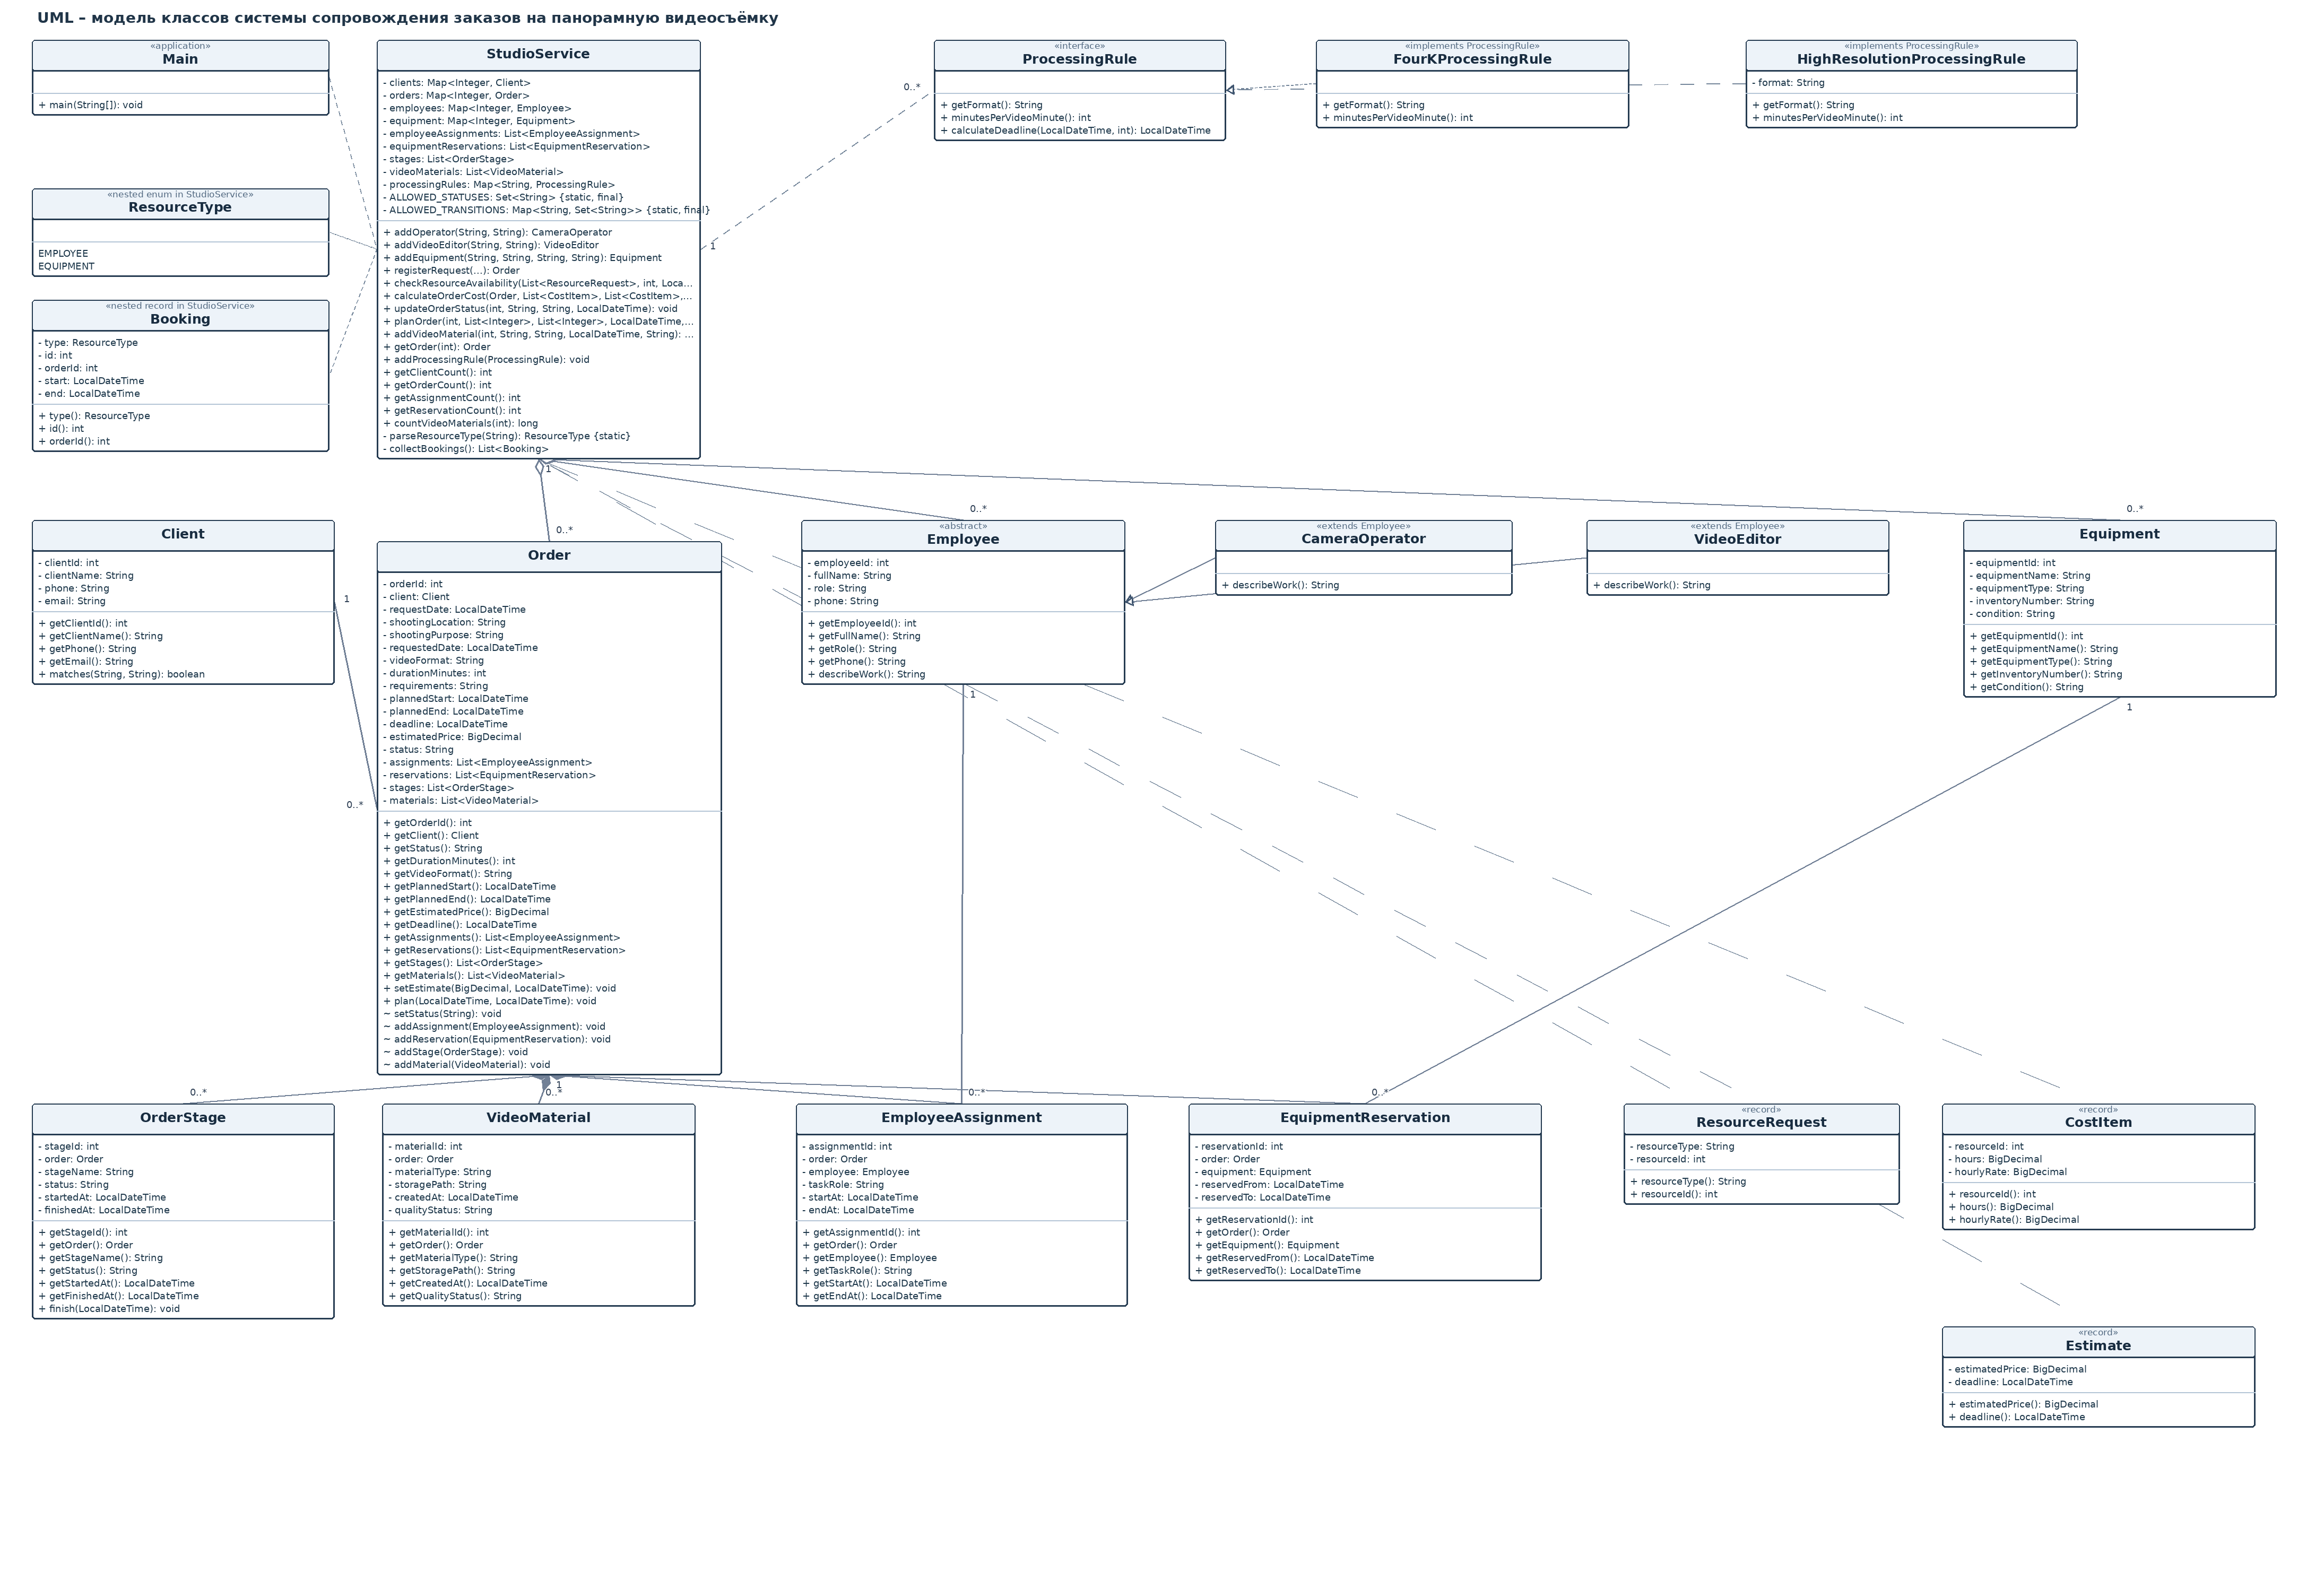 UML – модель классов системы сопровождения заказов на панорамную видеосъёмку
«application»
Main
+ main(String[]): void
StudioService
- clients: Map<Integer, Client>
- orders: Map<Integer, Order>
- employees: Map<Integer, Employee>
- equipment: Map<Integer, Equipment>
- employeeAssignments: List<EmployeeAssignment>
- equipmentReservations: List<EquipmentReservation>
- stages: List<OrderStage>
- videoMaterials: List<VideoMaterial>
- processingRules: Map<String, ProcessingRule>
- ALLOWED_STATUSES: Set<String> {static, final}
- ALLOWED_TRANSITIONS: Map<String, Set<String>> {static, final}
+ addOperator(String, String): CameraOperator
+ addVideoEditor(String, String): VideoEditor
+ addEquipment(String, String, String, String): Equipment
+ registerRequest(...): Order
+ checkResourceAvailability(List<ResourceRequest>, int, Loca...
+ calculateOrderCost(Order, List<CostItem>, List<CostItem>,...
+ updateOrderStatus(int, String, String, LocalDateTime): void
+ planOrder(int, List<Integer>, List<Integer>, LocalDateTime,...
+ addVideoMaterial(int, String, String, LocalDateTime, String): ...
+ getOrder(int): Order
+ addProcessingRule(ProcessingRule): void
+ getClientCount(): int
+ getOrderCount(): int
+ getAssignmentCount(): int
+ getReservationCount(): int
+ countVideoMaterials(int): long
- parseResourceType(String): ResourceType {static}
- collectBookings(): List<Booking>
0..*
1
«interface»
ProcessingRule
+ getFormat(): String
+ minutesPerVideoMinute(): int
+ calculateDeadline(LocalDateTime, int): LocalDateTime
«implements ProcessingRule»
FourKProcessingRule
+ getFormat(): String
+ minutesPerVideoMinute(): int
«implements ProcessingRule»
HighResolutionProcessingRule
- format: String
+ getFormat(): String
+ minutesPerVideoMinute(): int
«nested enum in StudioService»
ResourceType
EMPLOYEE
EQUIPMENT
«nested record in StudioService»
Booking
- type: ResourceType
- id: int
- orderId: int
- start: LocalDateTime
- end: LocalDateTime
+ type(): ResourceType
+ id(): int
+ orderId(): int
1
0..*
0..*
0..*
Client
- clientId: int
- clientName: String
- phone: String
- email: String
+ getClientId(): int
+ getClientName(): String
+ getPhone(): String
+ getEmail(): String
+ matches(String, String): boolean
1
0..*
Order
- orderId: int
- client: Client
- requestDate: LocalDateTime
- shootingLocation: String
- shootingPurpose: String
- requestedDate: LocalDateTime
- videoFormat: String
- durationMinutes: int
- requirements: String
- plannedStart: LocalDateTime
- plannedEnd: LocalDateTime
- deadline: LocalDateTime
- estimatedPrice: BigDecimal
- status: String
- assignments: List<EmployeeAssignment>
- reservations: List<EquipmentReservation>
- stages: List<OrderStage>
- materials: List<VideoMaterial>
+ getOrderId(): int
+ getClient(): Client
+ getStatus(): String
+ getDurationMinutes(): int
+ getVideoFormat(): String
+ getPlannedStart(): LocalDateTime
+ getPlannedEnd(): LocalDateTime
+ getEstimatedPrice(): BigDecimal
+ getDeadline(): LocalDateTime
+ getAssignments(): List<EmployeeAssignment>
+ getReservations(): List<EquipmentReservation>
+ getStages(): List<OrderStage>
+ getMaterials(): List<VideoMaterial>
+ setEstimate(BigDecimal, LocalDateTime): void
+ plan(LocalDateTime, LocalDateTime): void
~ setStatus(String): void
~ addAssignment(EmployeeAssignment): void
~ addReservation(EquipmentReservation): void
~ addStage(OrderStage): void
~ addMaterial(VideoMaterial): void
«abstract»
Employee
- employeeId: int
- fullName: String
- role: String
- phone: String
+ getEmployeeId(): int
+ getFullName(): String
+ getRole(): String
+ getPhone(): String
+ describeWork(): String
1
«extends Employee»
CameraOperator
+ describeWork(): String
«extends Employee»
VideoEditor
+ describeWork(): String
Equipment
- equipmentId: int
- equipmentName: String
- equipmentType: String
- inventoryNumber: String
- condition: String
+ getEquipmentId(): int
+ getEquipmentName(): String
+ getEquipmentType(): String
+ getInventoryNumber(): String
+ getCondition(): String
1
0..*
1
0..*
0..*
0..*
OrderStage
- stageId: int
- order: Order
- stageName: String
- status: String
- startedAt: LocalDateTime
- finishedAt: LocalDateTime
+ getStageId(): int
+ getOrder(): Order
+ getStageName(): String
+ getStatus(): String
+ getStartedAt(): LocalDateTime
+ getFinishedAt(): LocalDateTime
+ finish(LocalDateTime): void
VideoMaterial
- materialId: int
- order: Order
- materialType: String
- storagePath: String
- createdAt: LocalDateTime
- qualityStatus: String
+ getMaterialId(): int
+ getOrder(): Order
+ getMaterialType(): String
+ getStoragePath(): String
+ getCreatedAt(): LocalDateTime
+ getQualityStatus(): String
EmployeeAssignment
- assignmentId: int
- order: Order
- employee: Employee
- taskRole: String
- startAt: LocalDateTime
- endAt: LocalDateTime
+ getAssignmentId(): int
+ getOrder(): Order
+ getEmployee(): Employee
+ getTaskRole(): String
+ getStartAt(): LocalDateTime
+ getEndAt(): LocalDateTime
EquipmentReservation
- reservationId: int
- order: Order
- equipment: Equipment
- reservedFrom: LocalDateTime
- reservedTo: LocalDateTime
+ getReservationId(): int
+ getOrder(): Order
+ getEquipment(): Equipment
+ getReservedFrom(): LocalDateTime
+ getReservedTo(): LocalDateTime
«record»
ResourceRequest
- resourceType: String
- resourceId: int
+ resourceType(): String
+ resourceId(): int
«record»
CostItem
- resourceId: int
- hours: BigDecimal
- hourlyRate: BigDecimal
+ resourceId(): int
+ hours(): BigDecimal
+ hourlyRate(): BigDecimal
«record»
Estimate
- estimatedPrice: BigDecimal
- deadline: LocalDateTime
+ estimatedPrice(): BigDecimal
+ deadline(): LocalDateTime